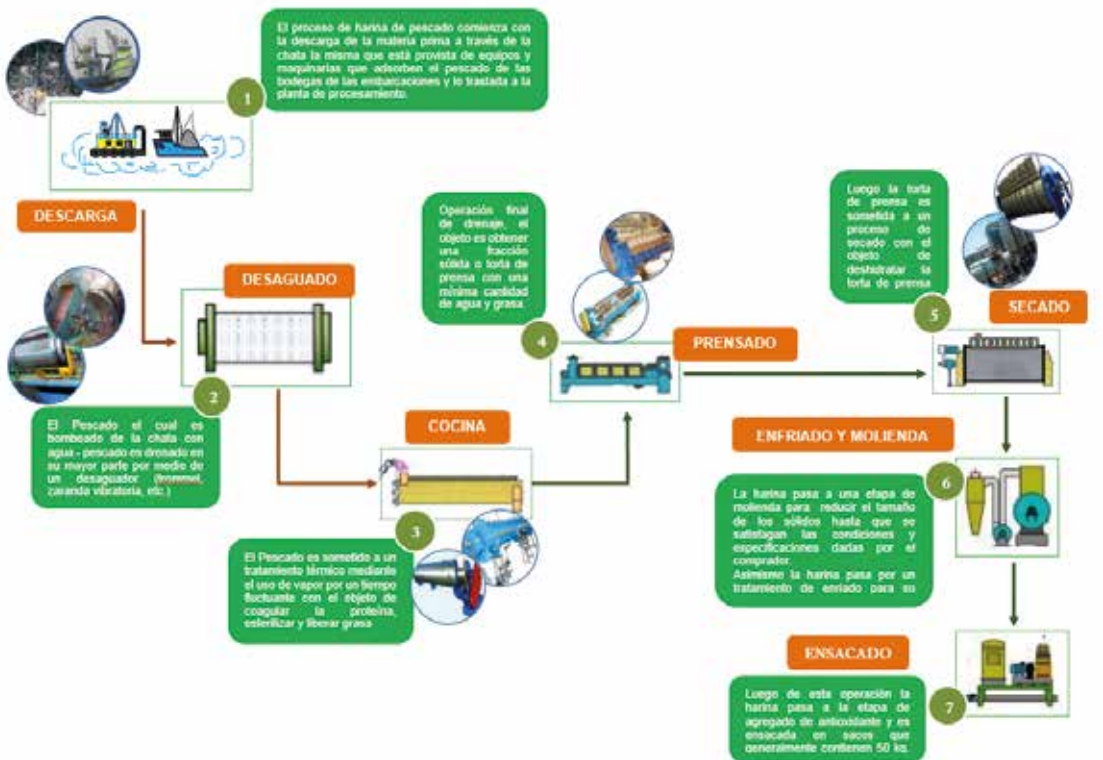 1
El proceso de harina de pescado comienza con
la descarga de la materia prima a través de la
chata la misma que está provista de equipos y
maquinarias que adsorben el pescado de las
bodegas de las embarcaciones y lo traslada a la
planta de procesamiento.
DESCARGA
DESAGUADO
2
El Pescado el cual es
bombeado de la chata con
agua - pescado es drenado en
su mayor parte por medio de
un desaguador (trommel,
zaranda vibratoria, etc.)
COCINA
3
El Pescado es sometido a un
tratamiento térmico mediante
el uso de vapor por un tiempo
fluctuante con el objeto de
coagular la proteína,
esterilizar y liberar grasa
Operación final
de drenaje, el
objeto es obtener
una fracción
sólida o torta de
prensa con una
mínima cantidad
de agua y grasa
4
PRENSADO
Luego la torta
de prensa es
sometida a un
proceso de
secado con el
objeto de
deshidratar la
torta de prensa
5
SECADO
ENFRIADO Y MOLIENDA
6
La harina pasa a una etapa de
molienda para reducir el tamaño
de los sólidos hasta que se
satisfagan las condiciones y
especificaciones dadas por el
comprador.
Asimismo la harina pasa por un
tratamiento de enriado para su
ENSACADO
7
Luego de esta operación la
harina pasa a la etapa de
agregado de antioxidante y es
ensacada en sacos que
generalmente contienen 50 kg.